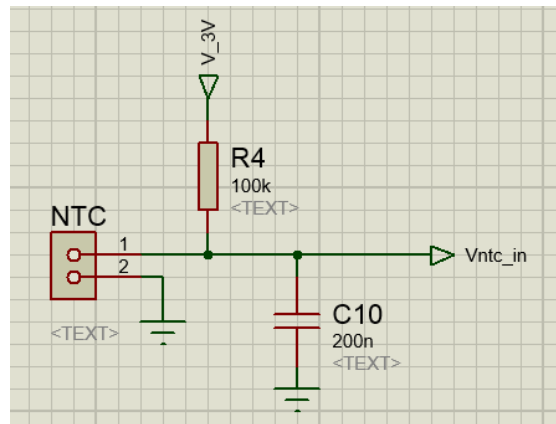 V_3V
R4
100k
<TEXT>
NTC
1
2
<TEXT>
Vntc_in
C10
200n
<TEXT>